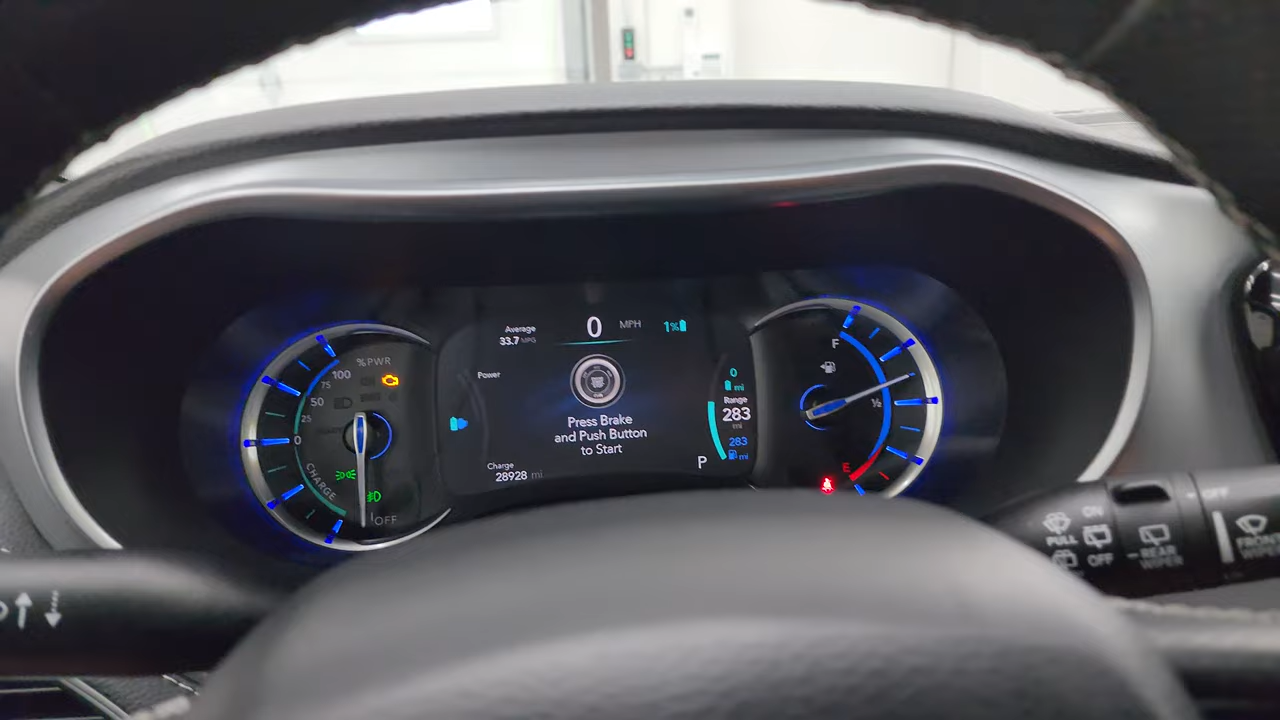 Average
33.7 MPG
0 MPH
1%
Power
Press Brake
and Push Button
to Start
Charge
28928 mi
0
mi
Range
283
mi
283
mi
P
%PWR
100
75
50
25
0
CHARGE
OFF
F
½
E
PULL
ON
OFF
REAR
WIPER
OFF
FRONT
WIPER